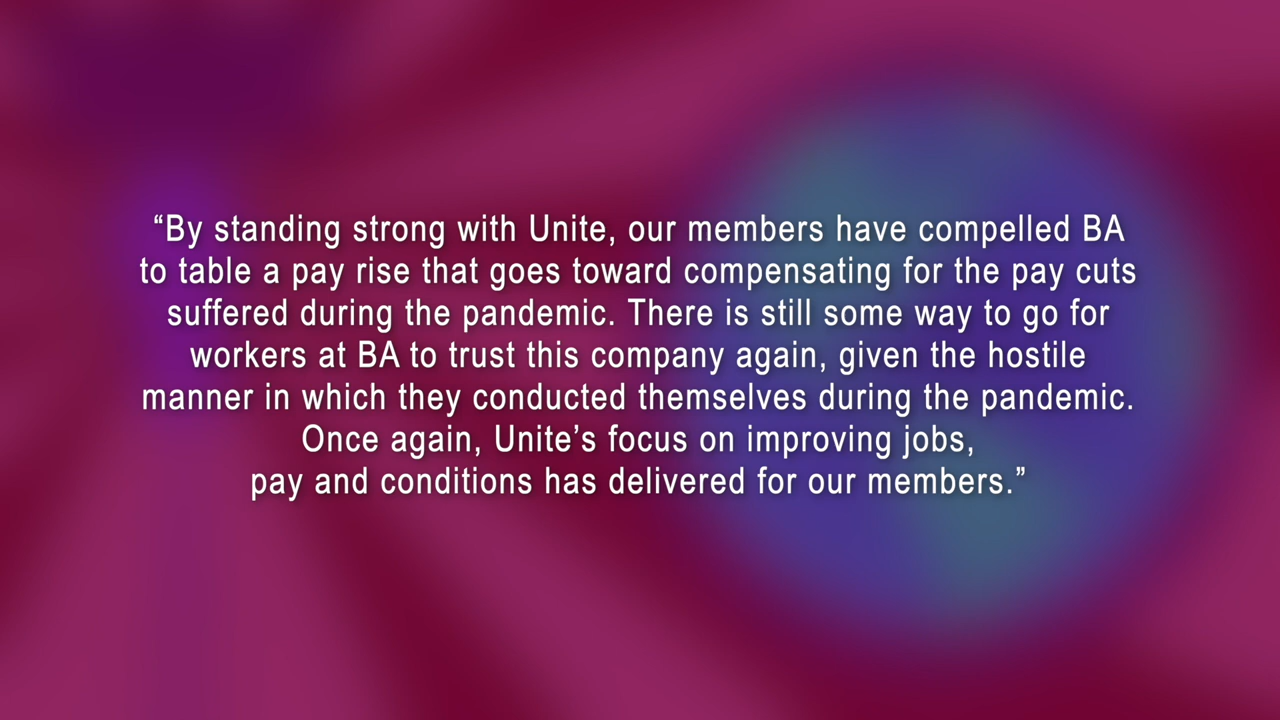 “By standing strong with Unite, our members have compelled BA
to table a pay rise that goes toward compensating for the pay cuts
suffered during the pandemic. There is still some way to go for
workers at BA to trust this company again, given the hostile
manner in which they conducted themselves during the pandemic.
Once again, Unite’s focus on improving jobs,
pay and conditions has delivered for our members.”